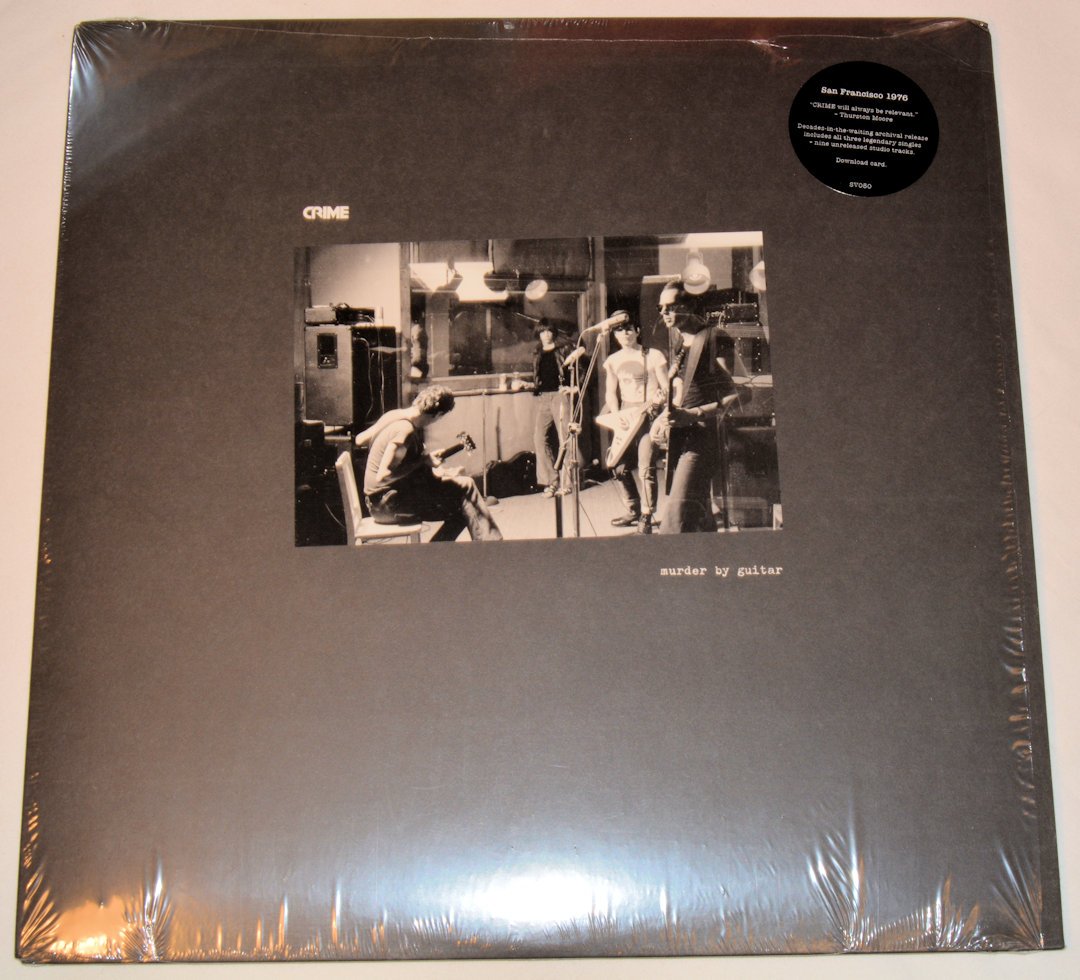 San Francisco 1976
"CRIME will always be relevant."
– Thurston Moore
Decades-in-the-waiting archival release
includes all three legendary singles
+ nine unreleased studio tracks.
Download card.
SV050
CRIME
murder by guitar